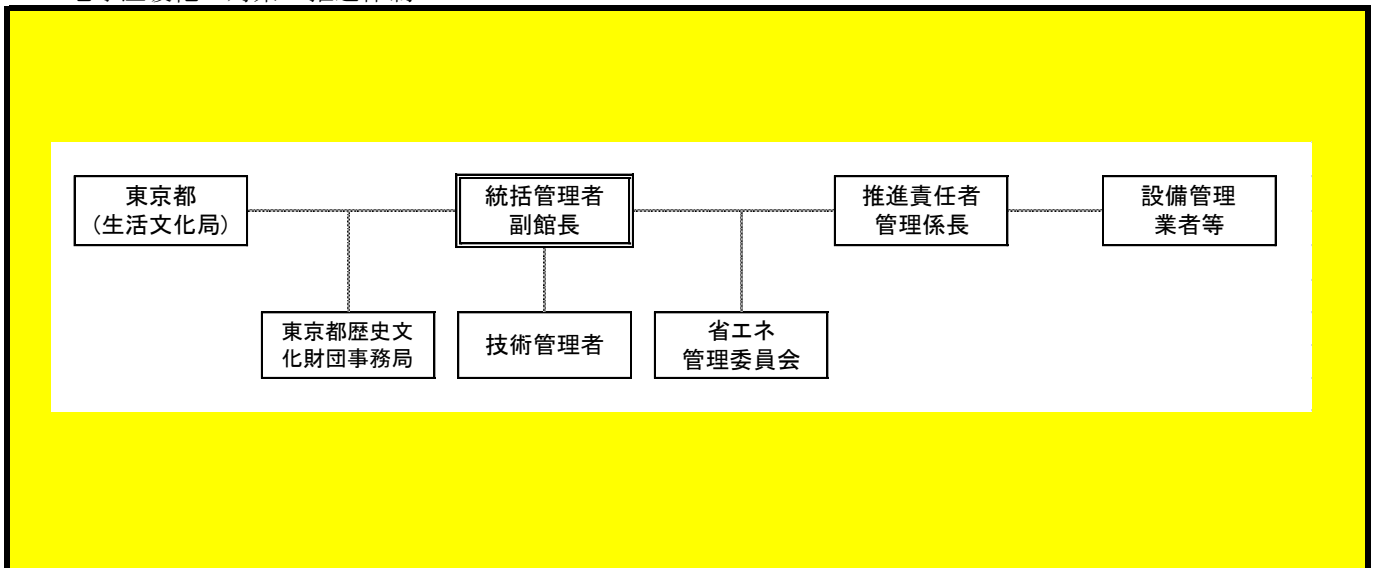 東京都
(生活文化局)
統括管理者
副館長
推進責任者
管理係長
設備管理
業者等
東京都歴史文
化財団事務局
技術管理者
省エネ
管理委員会